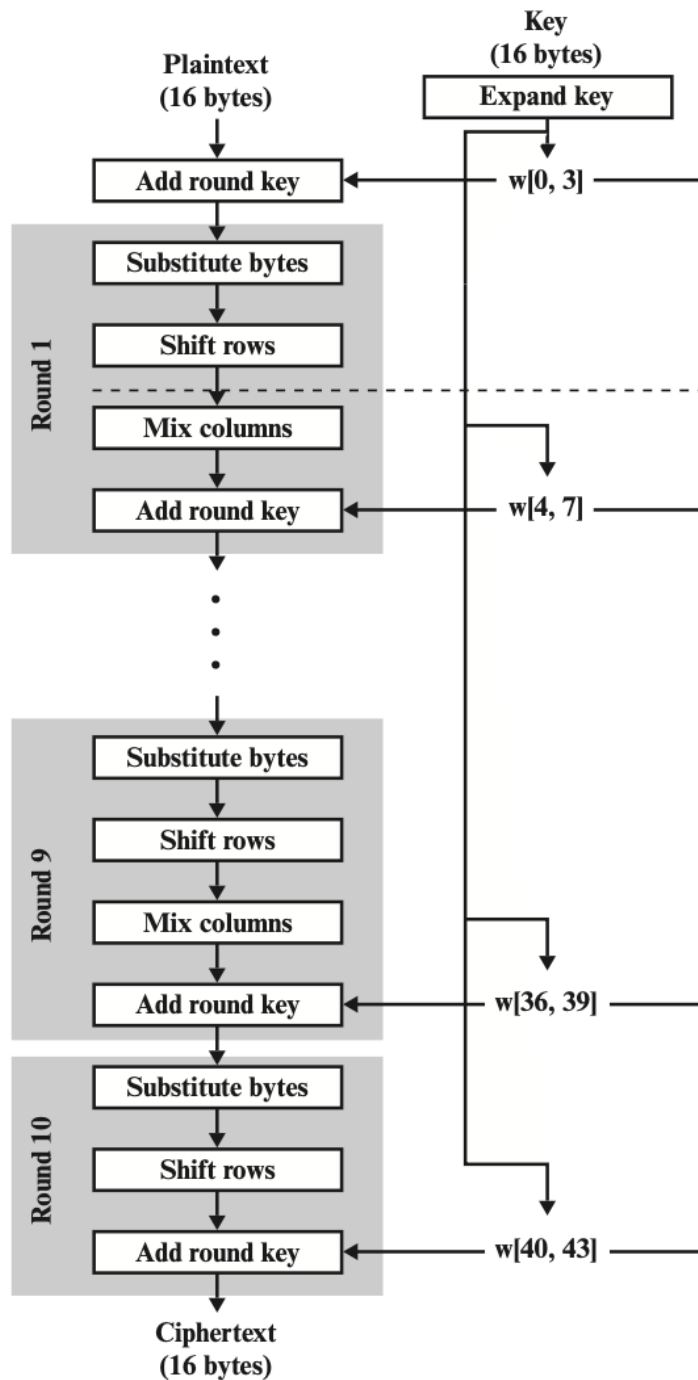 Key
(16 bytes)
Plaintext
(16 bytes)
Expand key
Add round key
w[0, 3]
Round 1
Substitute bytes
Shift rows
Mix columns
Add round key
w[4, 7]
Round 9
Substitute bytes
Shift rows
Mix columns
Add round key
w[36, 39]
Round 10
Substitute bytes
Shift rows
Add round key
w[40, 43]
Ciphertext
(16 bytes)